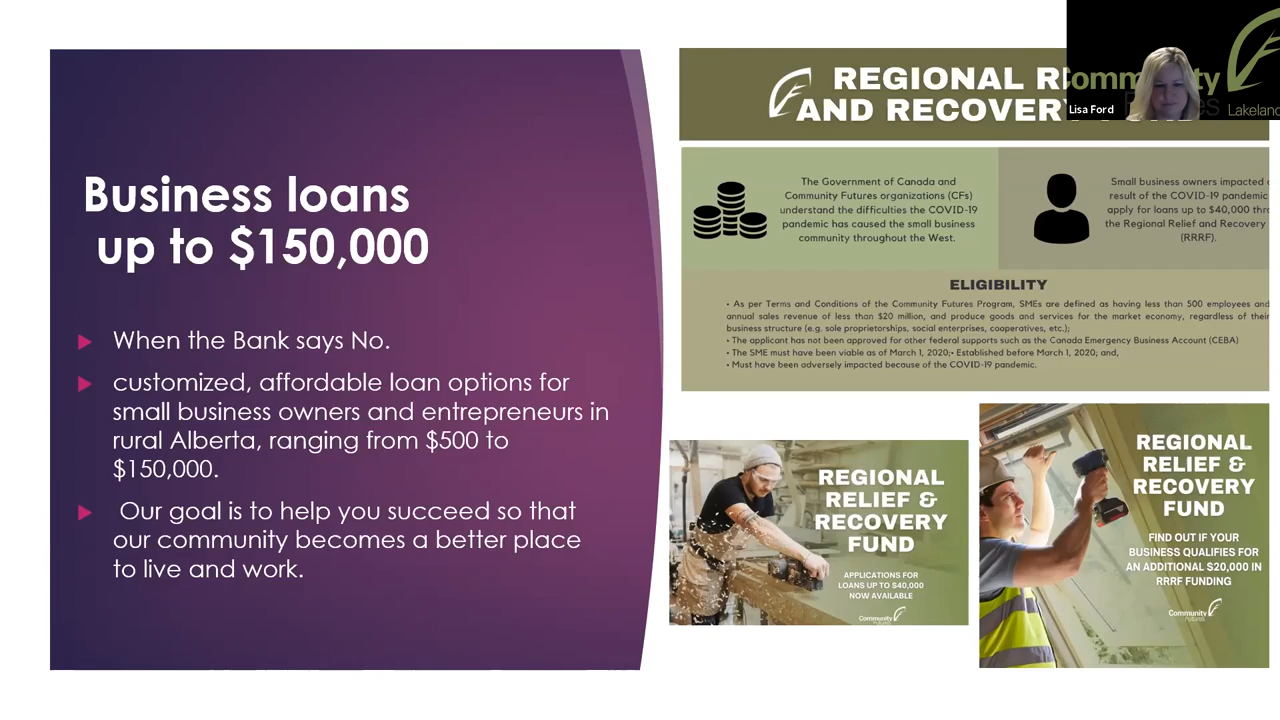 Business loans
up to $150,000
When the Bank says No.
customized, affordable loan options for
small business owners and entrepreneurs in
rural Alberta, ranging from $500 to
$150,000.
Our goal is to help you succeed so that
our community becomes a better place
to live and work.
REGIONAL
AND RECOVERY
Community
Lisa Ford
Lakeland
The Government of Canada and
Community Futures organizations (CFs)
understand the difficulties the COVID-19
pandemic has caused the small business
community throughout the West.
Small business owners impacted
result of the COVID-19 pandemic
apply for loans up to $40,000
the Regional Relief and Recovery
(RRRF).
ELIGIBILITY
• As per Terms and Conditions of the Community Futures Program, SMEs are defined as having less than 500 employees and
annual sales revenue of less than $20 million, and produce goods and services for the market economy, regardless of their
business structure (e.g. sole proprietorships, social enterprises, cooperatives, etc.);
• The applicant has not been approved for other federal supports such as the Canada Emergency Business Account (CEBA)
• The SME must have been viable as of March 1, 2020;• Established before March 1, 2020; and,
• Must have been adversely impacted because of the COVID-19 pandemic.
REGIONAL
RELIEF &
RECOVERY
FUND
APPLICATIONS FOR
LOANS UP TO $40,000
NOW AVAILABLE
Community
Futures
REGIONAL
RELIEF &
RECOVERY
FUND
FIND OUT IF YOUR
BUSINESS QUALIFIES FOR
AN ADDITIONAL $20,000 IN
RRRF FUNDING
Community
Futures